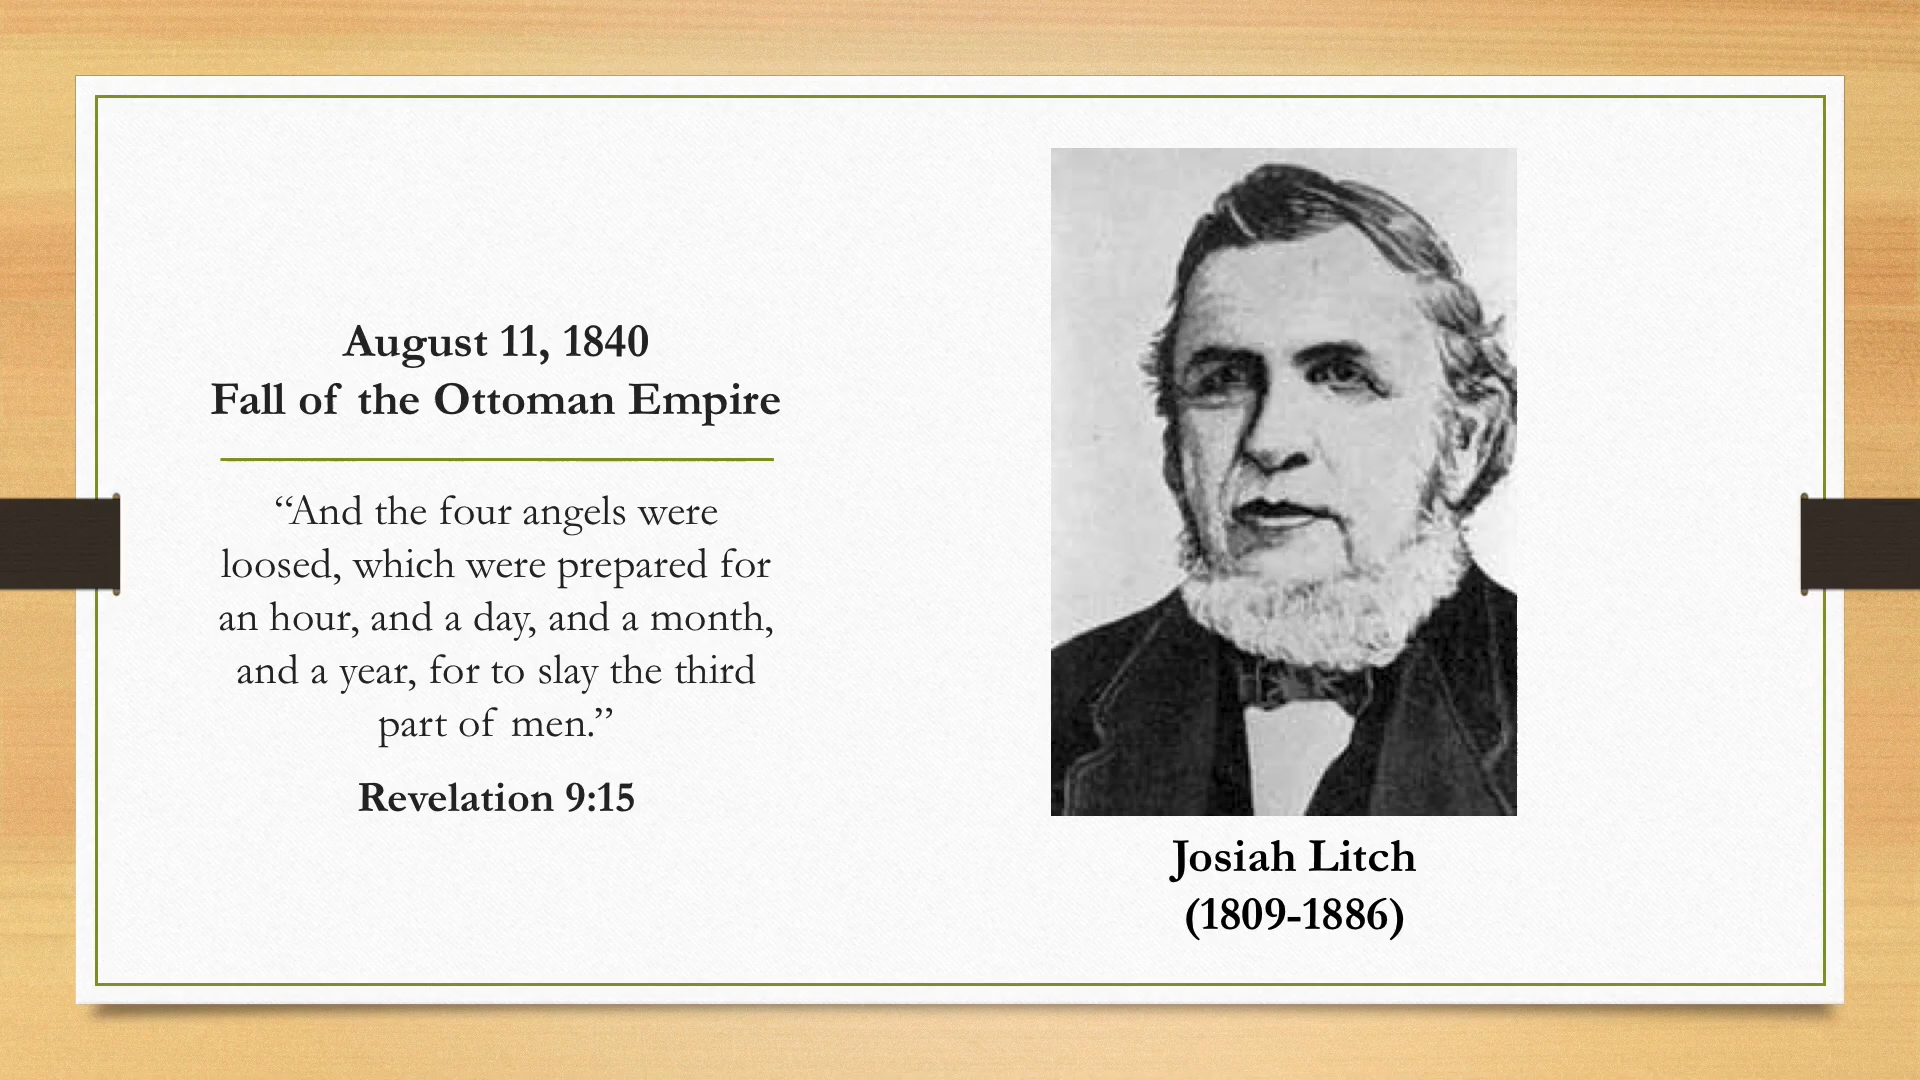 August 11, 1840
Fall of the Ottoman Empire
“And the four angels were
loosed, which were prepared for
an hour, and a day, and a month,
and a year, for to slay the third
part of men.”
Revelation 9:15
Josiah Litch
(1809-1886)